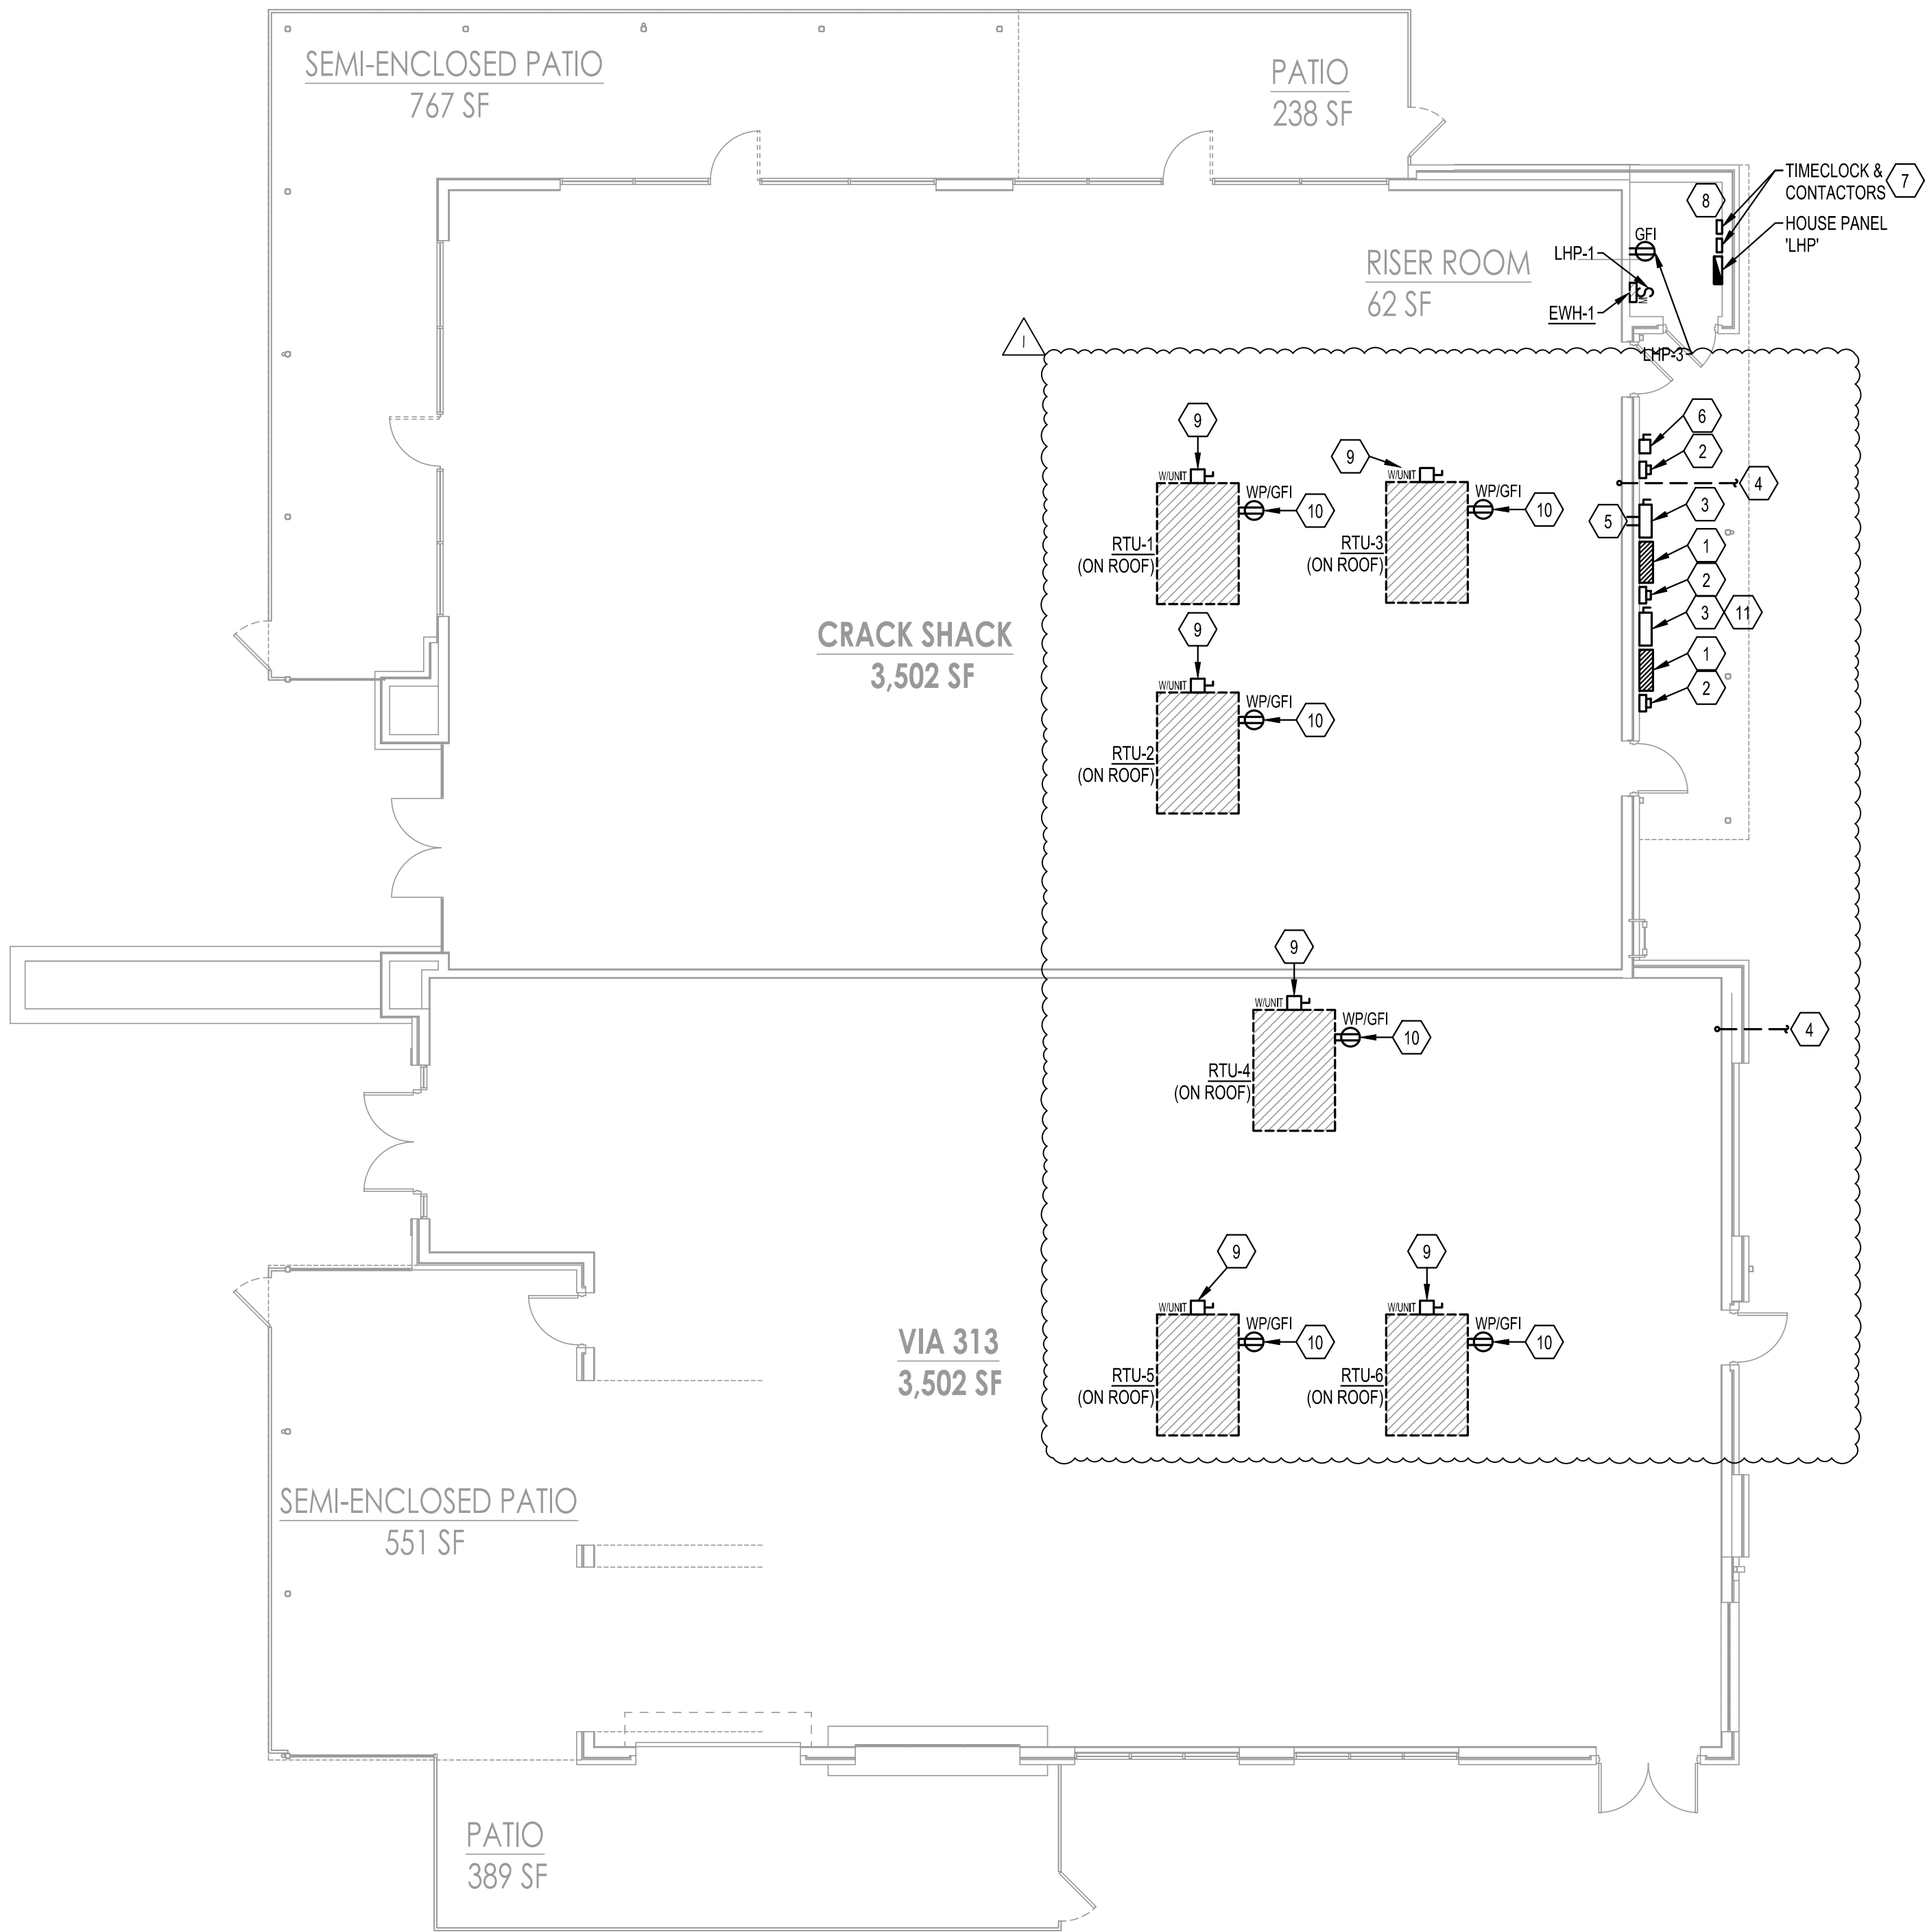 SEMI-ENCLOSED PATIO
767 SF
PATIO
238 SF
TIMECLOCK &
CONTACTORS
7
8
HOUSE PANEL
'LHP'
GFI
RISER ROOM
62 SF
LHP-1
S
M
EWH-1
1
LHP-3
9
W/UNIT
WP/GFI
10
RTU-1
(ON ROOF)
9
W/UNIT
WP/GFI
10
RTU-3
(ON ROOF)
6
2
4
3
5
1
2
3
11
1
2
CRACK SHACK
3,502 SF
9
W/UNIT
WP/GFI
10
RTU-2
(ON ROOF)
9
W/UNIT
WP/GFI
10
RTU-4
(ON ROOF)
4
9
W/UNIT
WP/GFI
10
RTU-5
(ON ROOF)
9
W/UNIT
WP/GFI
10
RTU-6
(ON ROOF)
VIA 313
3,502 SF
SEMI-ENCLOSED PATIO
551 SF
PATIO
389 SF